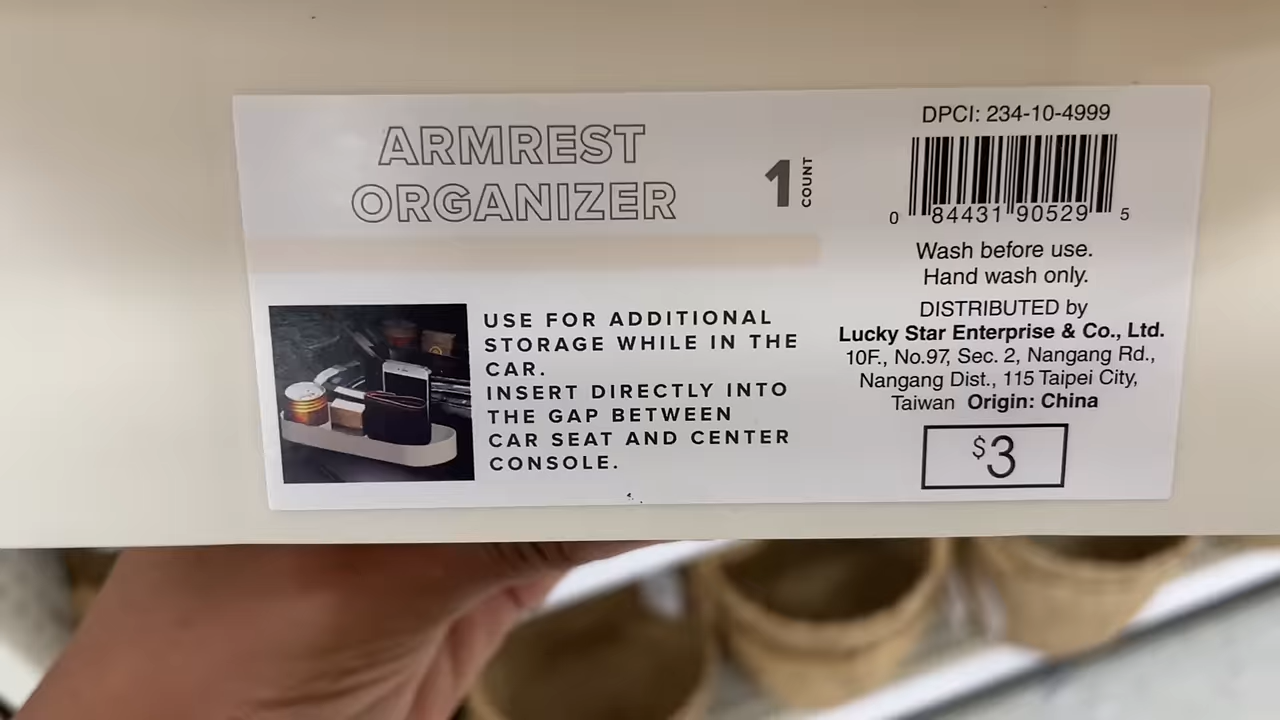 ARMREST
ORGANIZER
1 COUNT
USE FOR ADDITIONAL
STORAGE WHILE IN THE
CAR.
INSERT DIRECTLY INTO
THE GAP BETWEEN
CAR SEAT AND CENTER
CONSOLE.
DPCI: 234-10-4999
0 84431 90529 5
Wash before use.
Hand wash only.
DISTRIBUTED by
Lucky Star Enterprise & Co., Ltd.
10F., No.97, Sec. 2, Nangang Rd.,
Nangang Dist., 115 Taipei City,
Taiwan Origin: China
$3